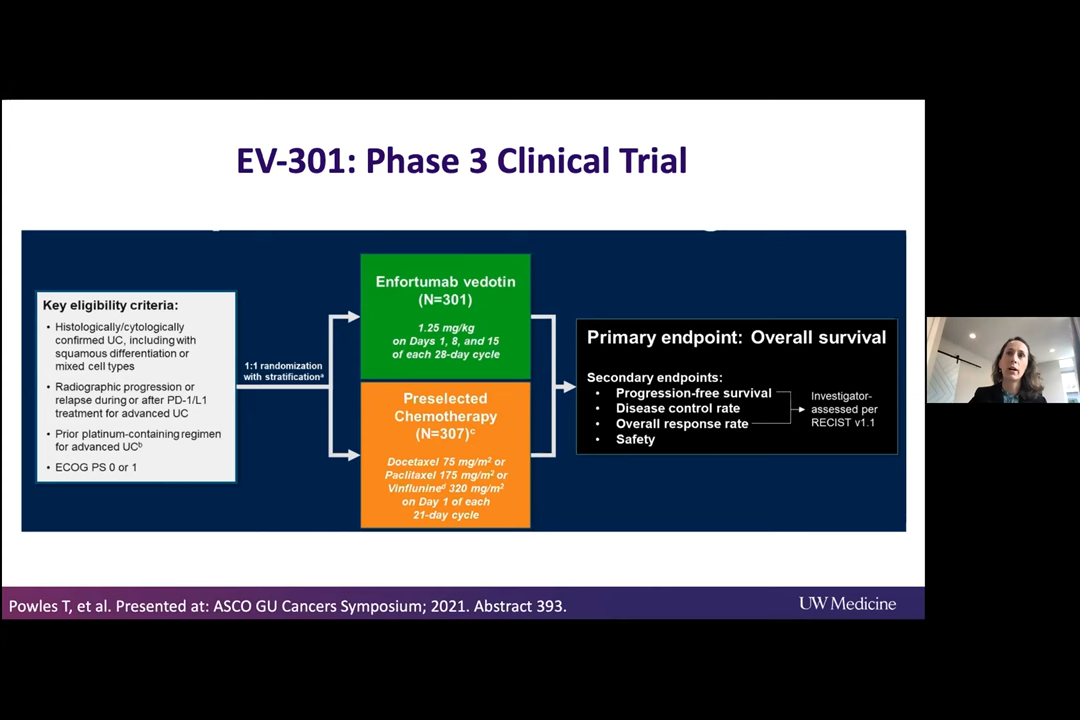 EV-301: Phase 3 Clinical Trial
Key eligibility criteria:
• Histologically/cytologically
confirmed UC, including with
squamous differentiation or
mixed cell types
• Radiographic progression or
relapse during or after PD-1/L1
treatment for advanced UC
• Prior platinum-containing regimen
for advanced UCᵇ
• ECOG PS 0 or 1
1:1 randomization
with stratificationᵃ
Enfortumab vedotin
(N=301)
1.25 mg/kg
on Days 1, 8, and 15
of each 28-day cycle
Preselected
Chemotherapy
(N=307)ᶜ
Docetaxel 75 mg/m² or
Paclitaxel 175 mg/m² or
Vinflunineᵈ 320 mg/m²
on Day 1 of each
21-day cycle
Primary endpoint: Overall survival
Secondary endpoints:
• Progression-free survival
• Disease control rate
• Overall response rate
• Safety
Investigator-
assessed per
RECIST v1.1
Powles T, et al. Presented at: ASCO GU Cancers Symposium; 2021. Abstract 393.
UW Medicine